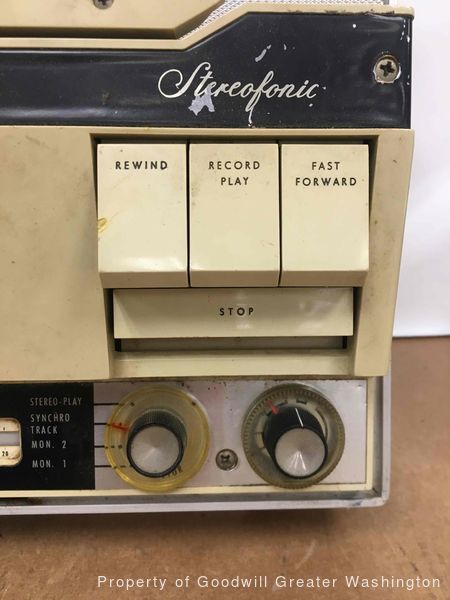 Stereofonic
REWIND
RECORD
PLAY
FAST
FORWARD
STOP
STEREO-PLAY
SYNCHRO
TRACK
MON. 2
MON. 1
20
Property of Goodwill Greater Washington